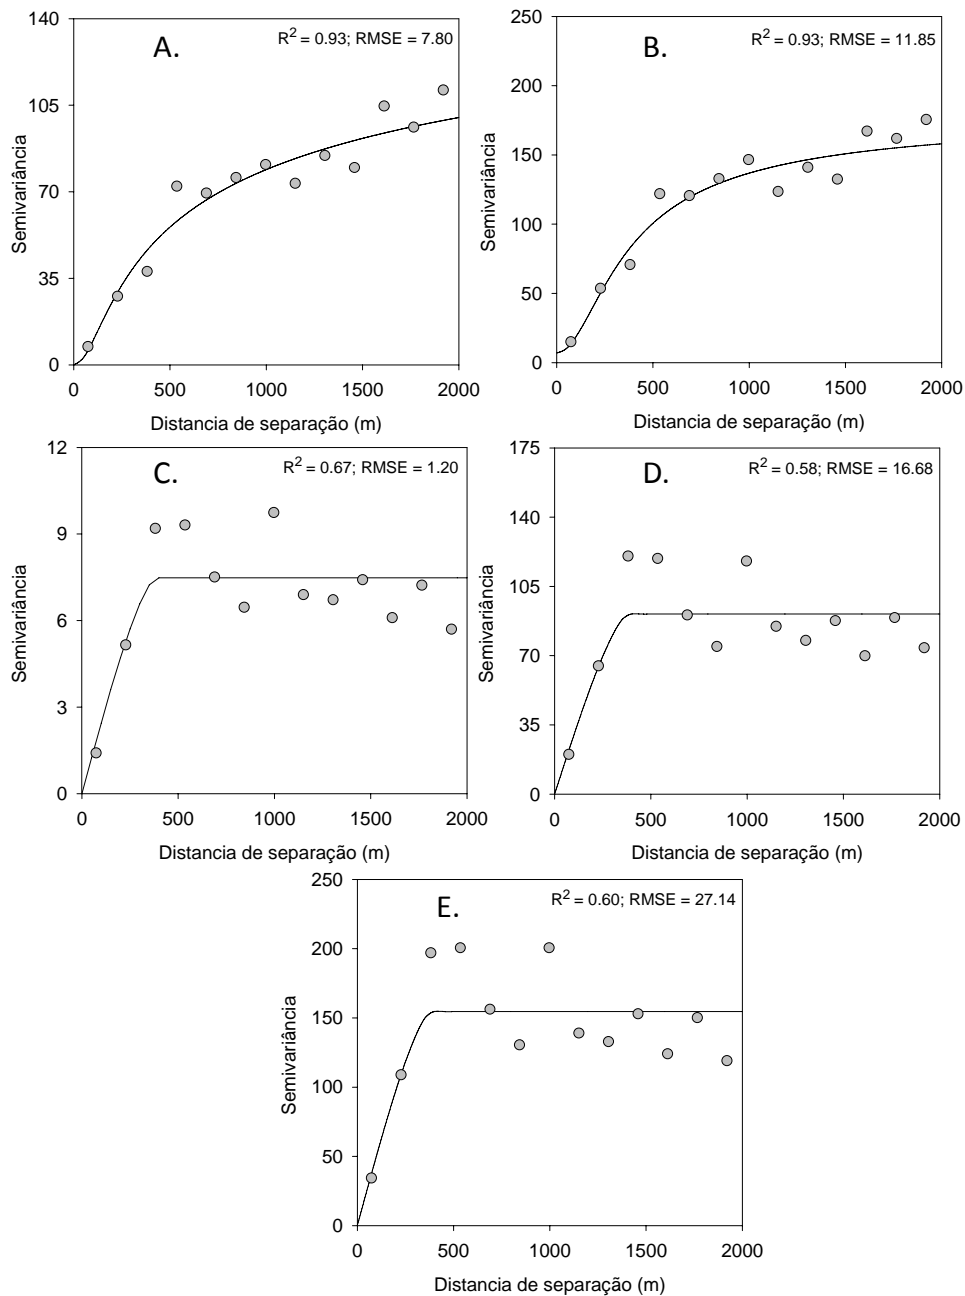 A.
R² = 0.93; RMSE = 7.80
140
105
70
35
0
Semivariância
0 500 1000 1500 2000
Distancia de separação (m)
B.
R² = 0.93; RMSE = 11.85
250
200
150
100
50
0
Semivariância
0 500 1000 1500 2000
Distancia de separação (m)
C.
R² = 0.67; RMSE = 1.20
12
9
6
3
0
Semivariância
0 500 1000 1500 2000
Distancia de separação (m)
D.
R² = 0.58; RMSE = 16.68
175
140
105
70
35
0
Semivariância
0 500 1000 1500 2000
Distancia de separação (m)
E.
R² = 0.60; RMSE = 27.14
250
200
150
100
50
0
Semivariância
0 500 1000 1500 2000
Distancia de separação (m)